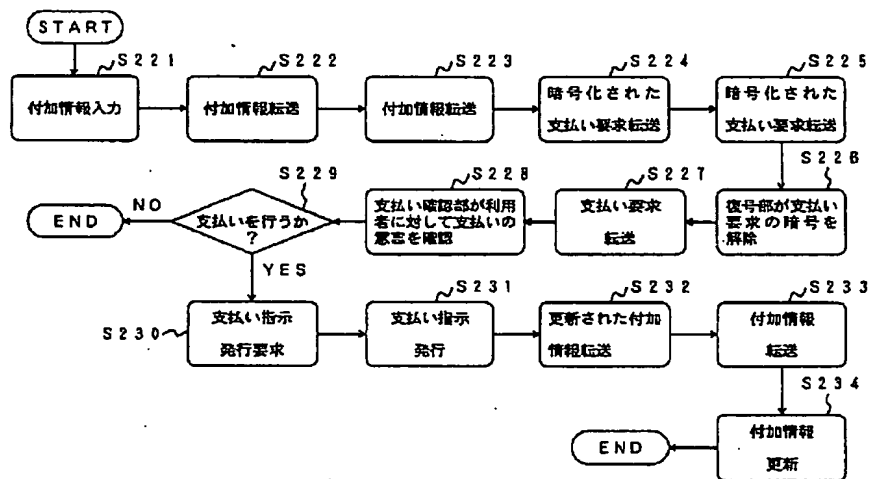 START
S221
付加情報入力
S222
付加情報転送
S223
付加情報転送
S224
暗号化された
支払い要求転送
S225
暗号化された
支払い要求転送
S226
復号部が支払い
要求の暗号を
解除
S227
支払い要求
転送
S228
支払い確認部が利用
者に対して支払いの
意志を確認
S229
支払いを行うか
?
NO
END
YES
S230
支払い指示
発行要求
S231
支払い指示
発行
S232
更新された付加
情報転送
S233
付加情報
転送
S234
付加情報
更新
END